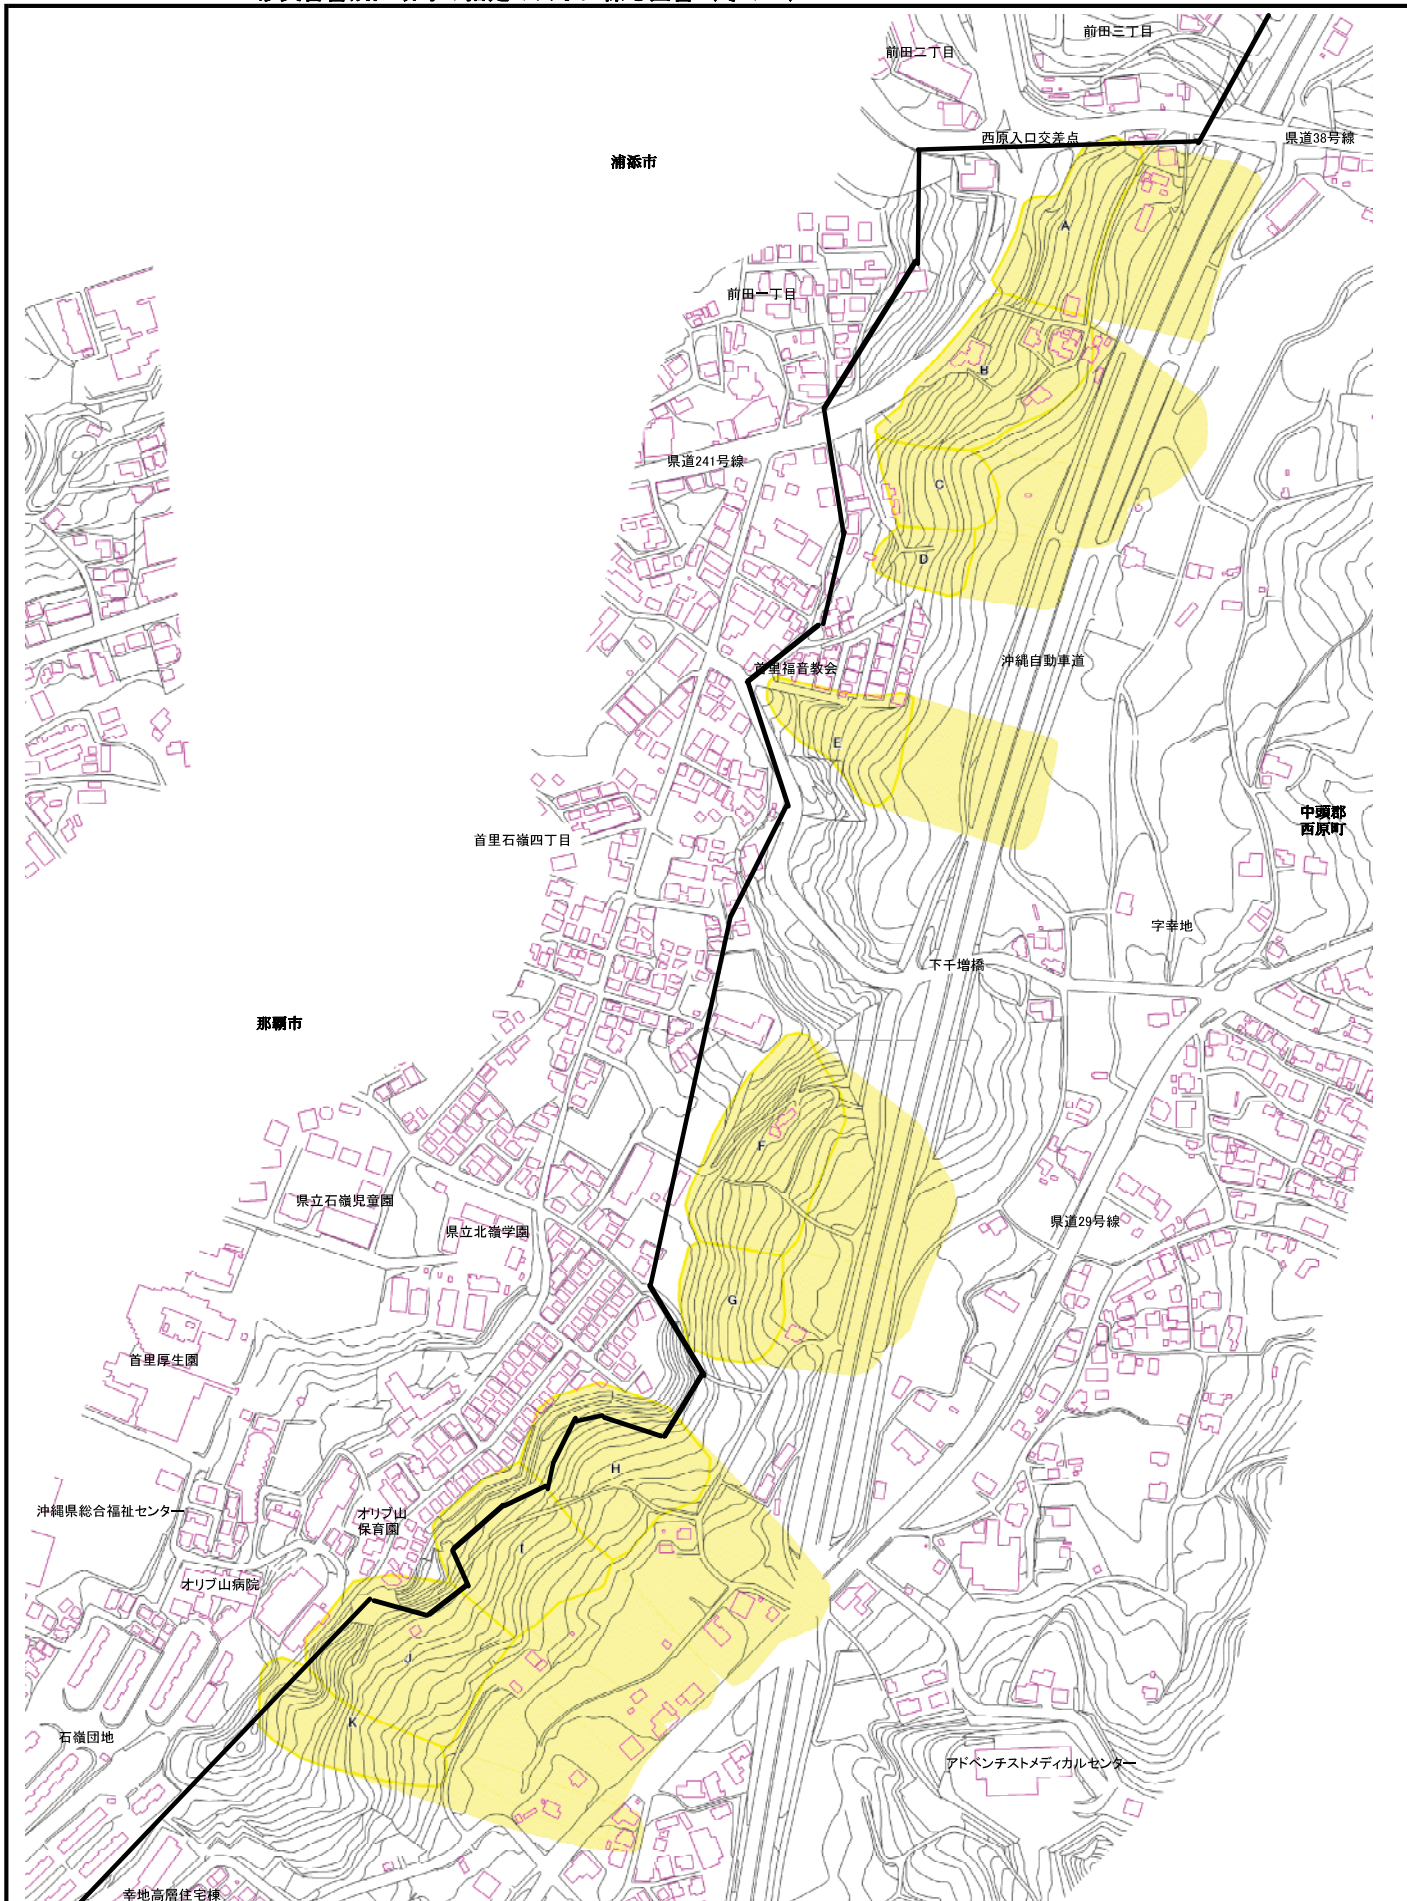 前田三丁目
前田二丁目
西原入口交差点
県道38号線
浦添市
A
前田一丁目
B
県道241号線
C
D
首里福音教会
沖縄自動車道
E
中頭郡
西原町
首里石嶺四丁目
字幸地
下千増橋
那覇市
F
県立石嶺児童園
県立北嶺学園
県道29号線
G
首里厚生園
H
沖縄県総合福祉センター
オリブ山
保育園
I
オリブ山病院
J
K
石嶺団地
アドベンチストメディカルセンター
幸地高層住宅棟